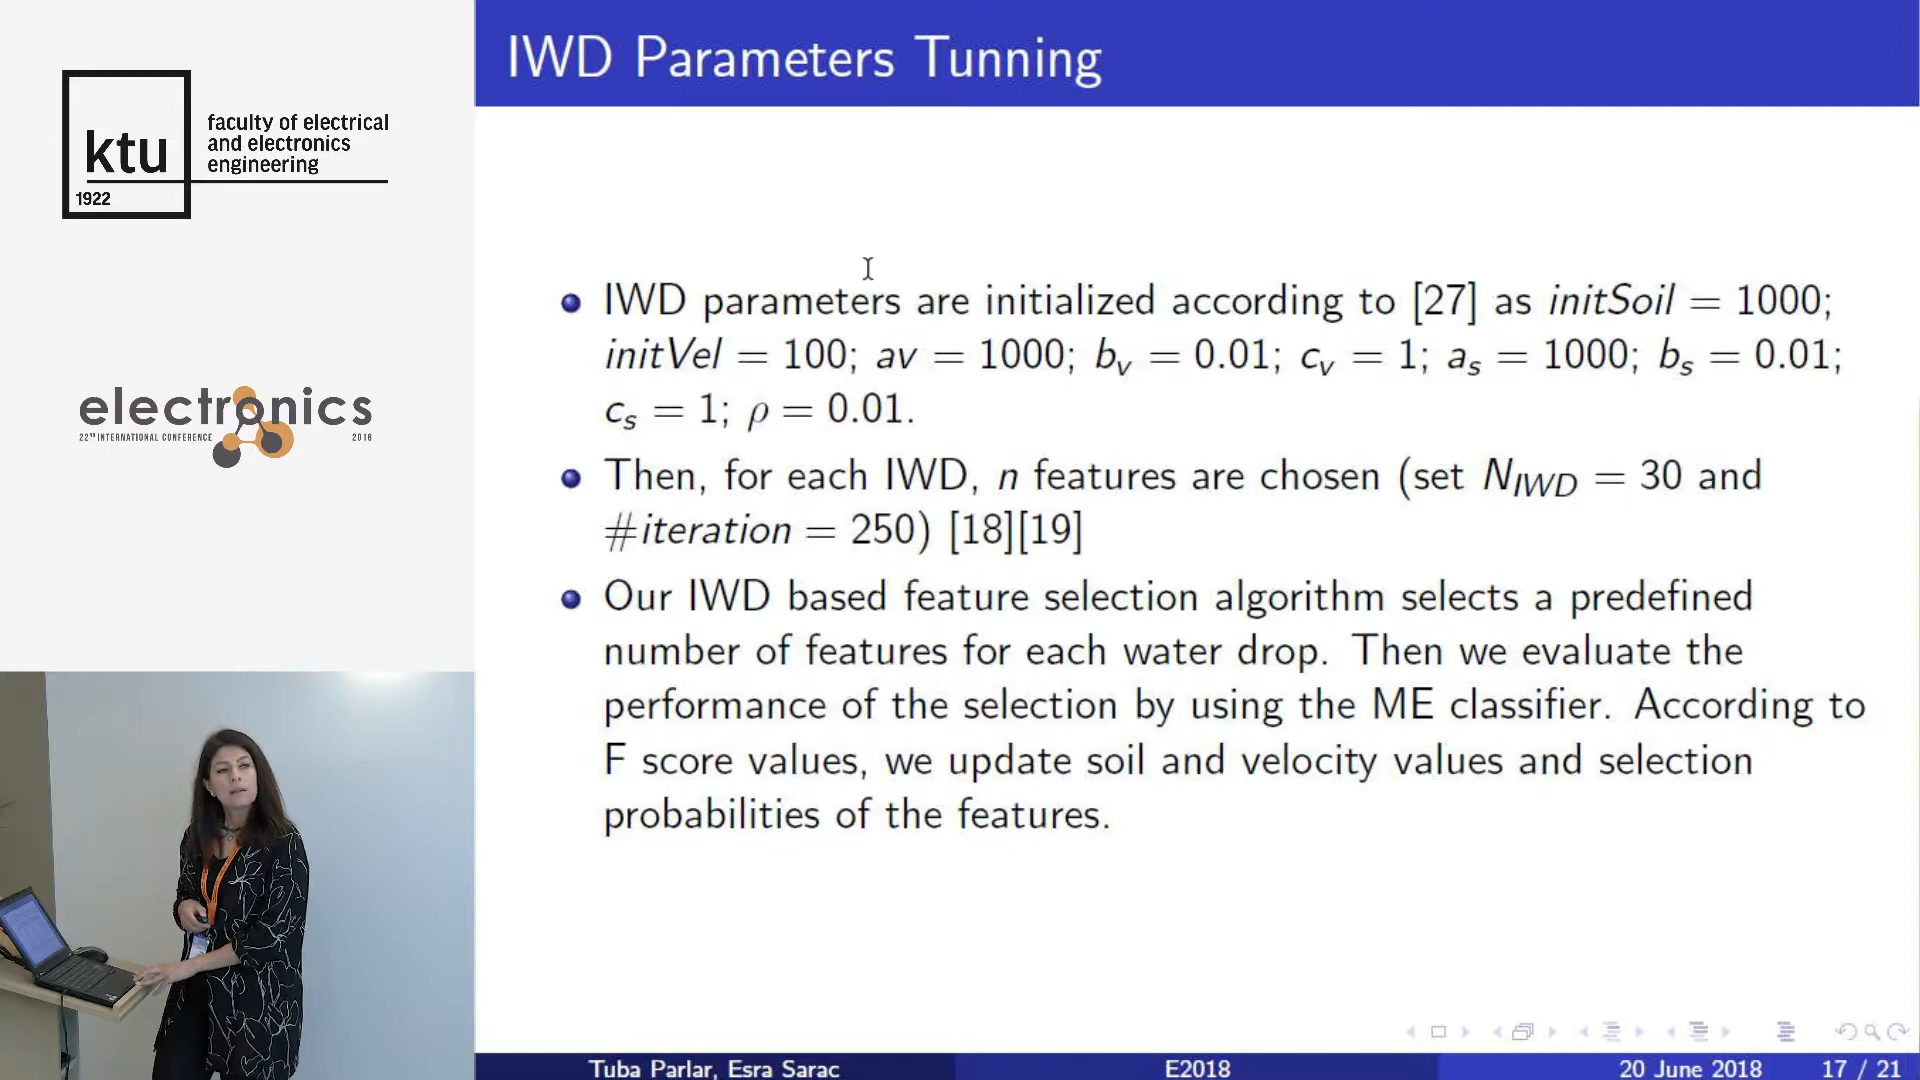 IWD Parameters Tunning
ktu
1922
faculty of electrical
and electronics
engineering
electronics
22ND INTERNATIONAL CONFERENCE 2018
IWD parameters are initialized according to [27] as initSoil = 1000;
initVel = 100; av = 1000; b_v = 0.01; c_v = 1; a_s = 1000; b_s = 0.01;
c_s = 1; ρ = 0.01.
Then, for each IWD, n features are chosen (set N_IWD = 30 and
#iteration = 250) [18][19]
Our IWD based feature selection algorithm selects a predefined
number of features for each water drop. Then we evaluate the
performance of the selection by using the ME classifier. According to
F score values, we update soil and velocity values and selection
probabilities of the features.
Tuba Parlar, Esra Sarac E2018 20 June 2018 17 / 21